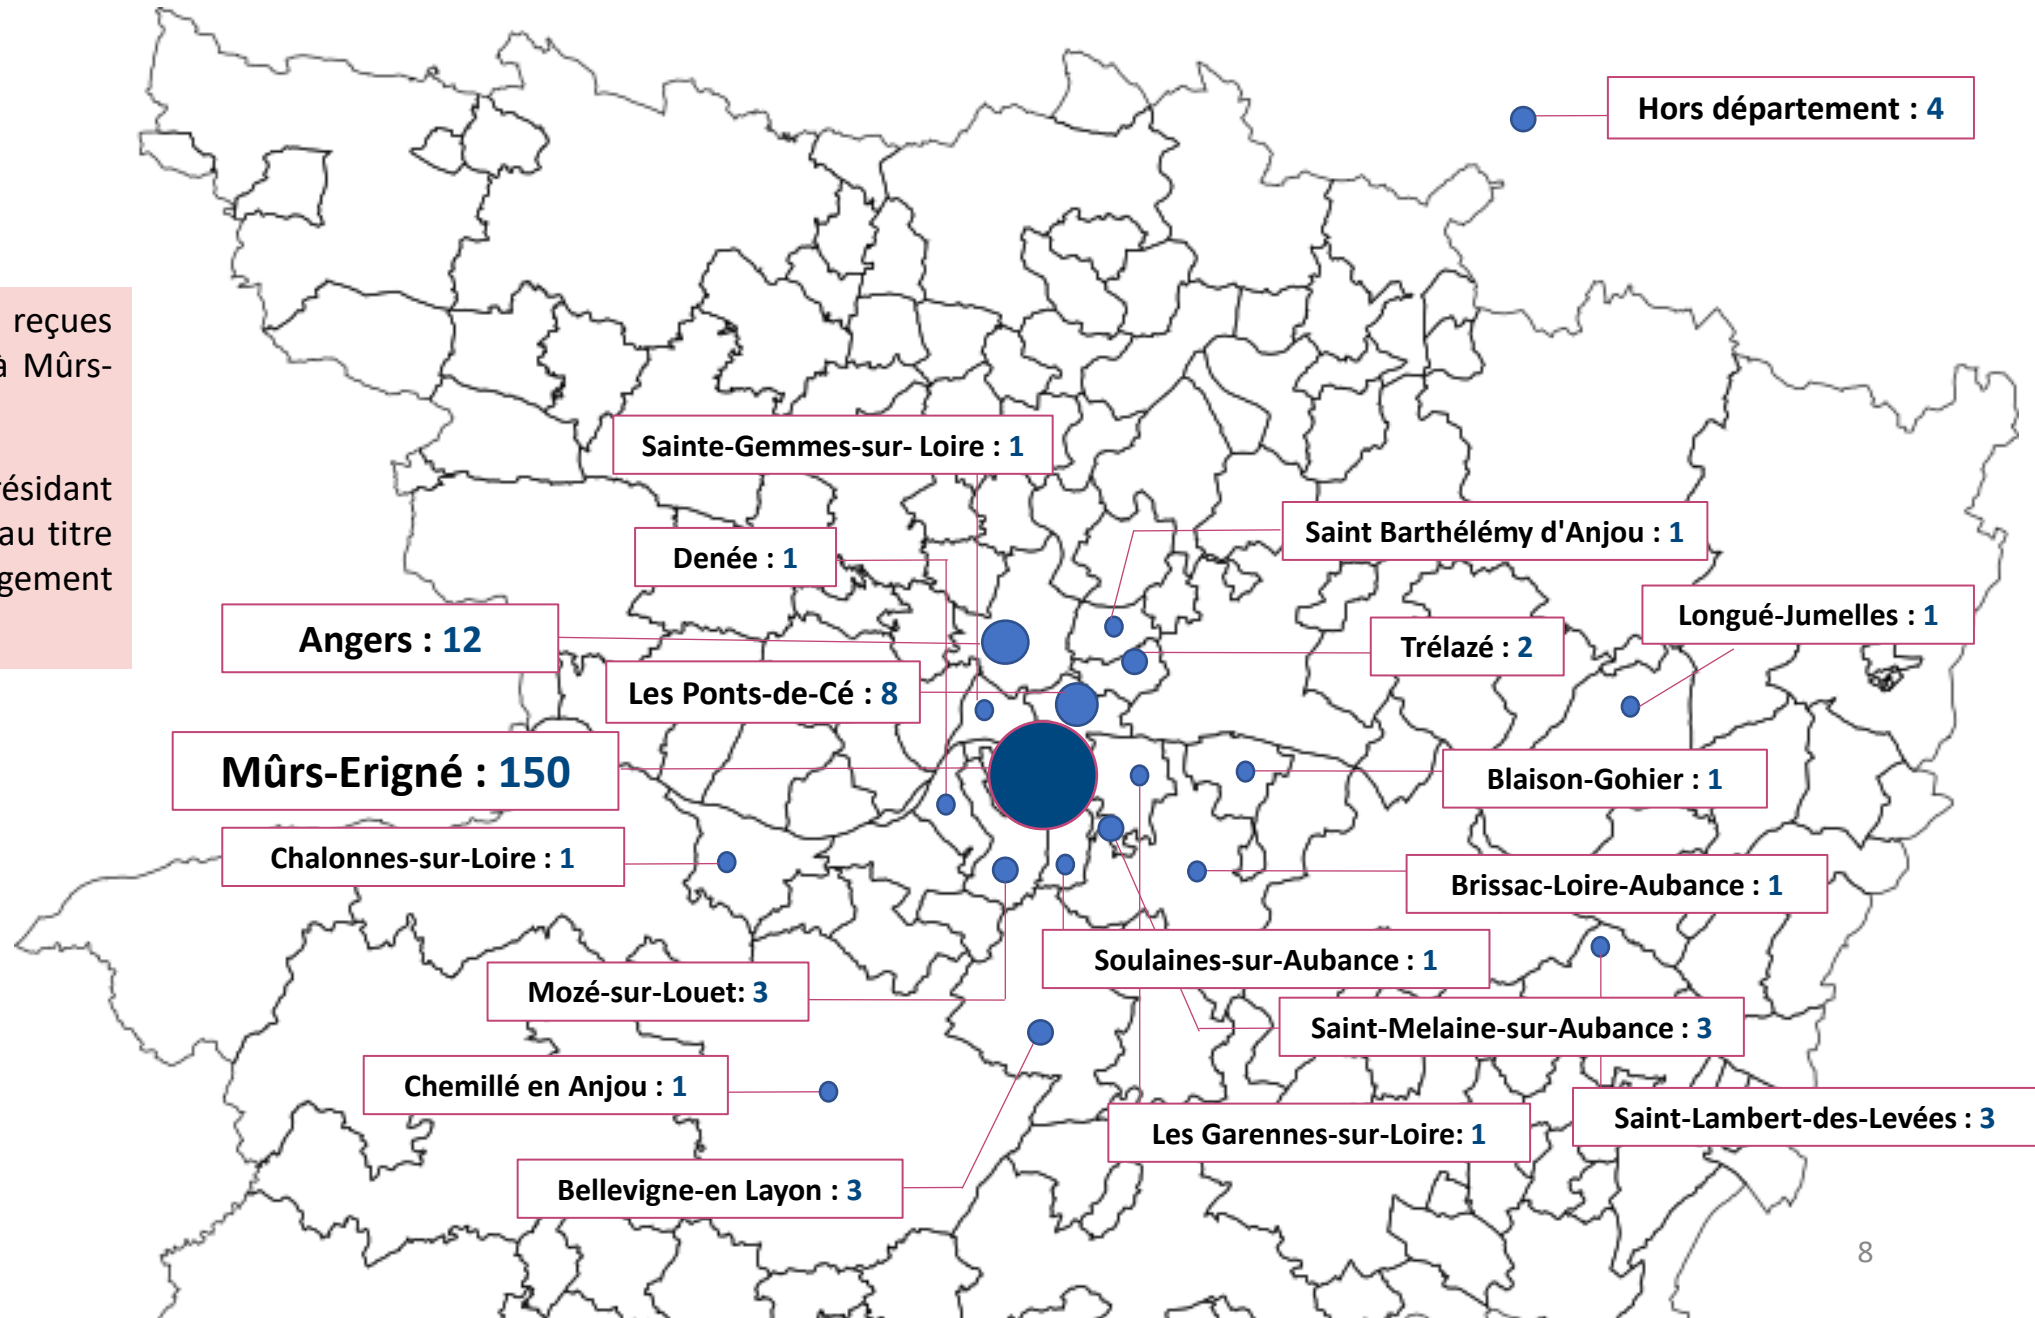 Hors département : 4
reçues
à Mûrs-
résidant
au titre
gement
Sainte-Gemmes-sur- Loire : 1
Saint Barthélémy d'Anjou : 1
Denée : 1
Longué-Jumelles : 1
Angers : 12
Trélazé : 2
Les Ponts-de-Cé : 8
Mûrs-Erigné : 150
Blaison-Gohier : 1
Chalonnes-sur-Loire : 1
Brissac-Loire-Aubance : 1
Soulaines-sur-Aubance : 1
Mozé-sur-Louet: 3
Saint-Melaine-sur-Aubance : 3
Chemillé en Anjou : 1
Les Garennes-sur-Loire: 1
Saint-Lambert-des-Levées : 3
Bellevigne-en Layon : 3
8